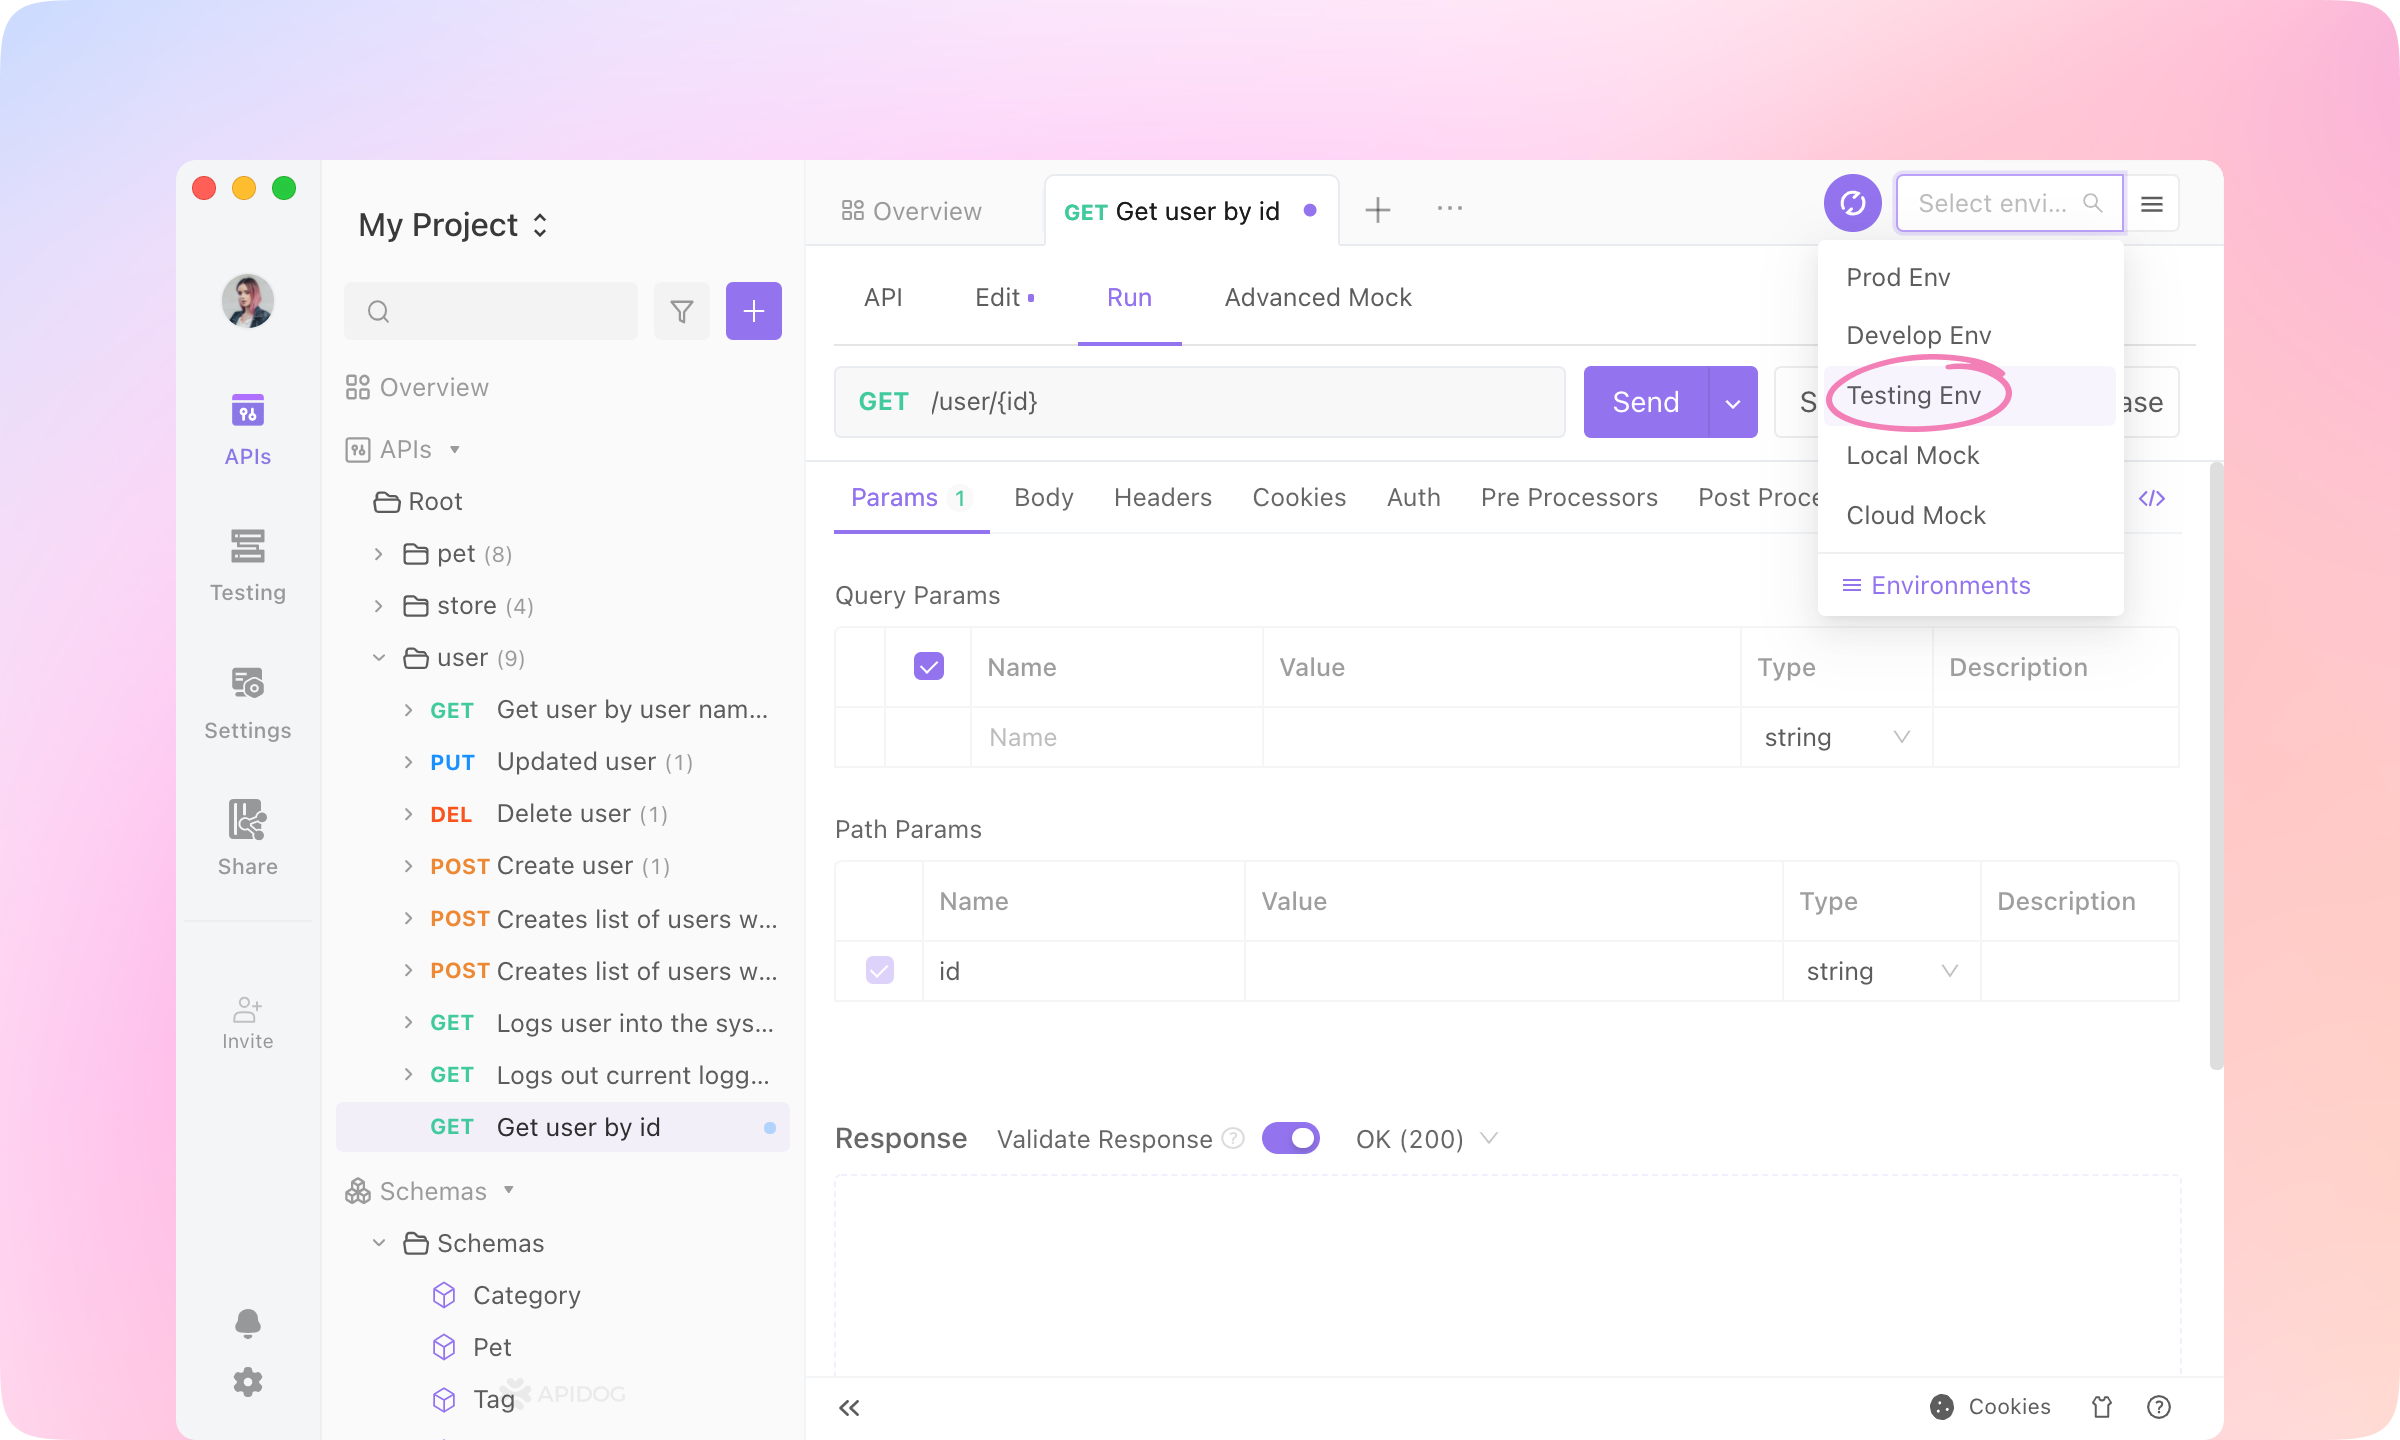 My Project
Overview
GET Get user by id
Select envi...
APIs
Testing
Settings
Share
Invite
Overview
APIs
Root
pet (8)
store (4)
user (9)
GET Get user by user nam...
PUT Updated user (1)
DEL Delete user (1)
POST Create user (1)
POST Creates list of users w...
POST Creates list of users w...
GET Logs user into the sys...
GET Logs out current logg...
GET Get user by id
Schemas
Schemas
Category
Pet
Tag
APIDOG
API Edit Run Advanced Mock
GET /user/{id}
Send
S
ase
Prod Env
Develop Env
Testing Env
Local Mock
Cloud Mock
Environments
Params 1 Body Headers Cookies Auth Pre Processors Post Proce
</>
Query Params
Name Value Type Description
Name string
Path Params
Name Value Type Description
id string
Response Validate Response ? OK (200)
Cookies
?